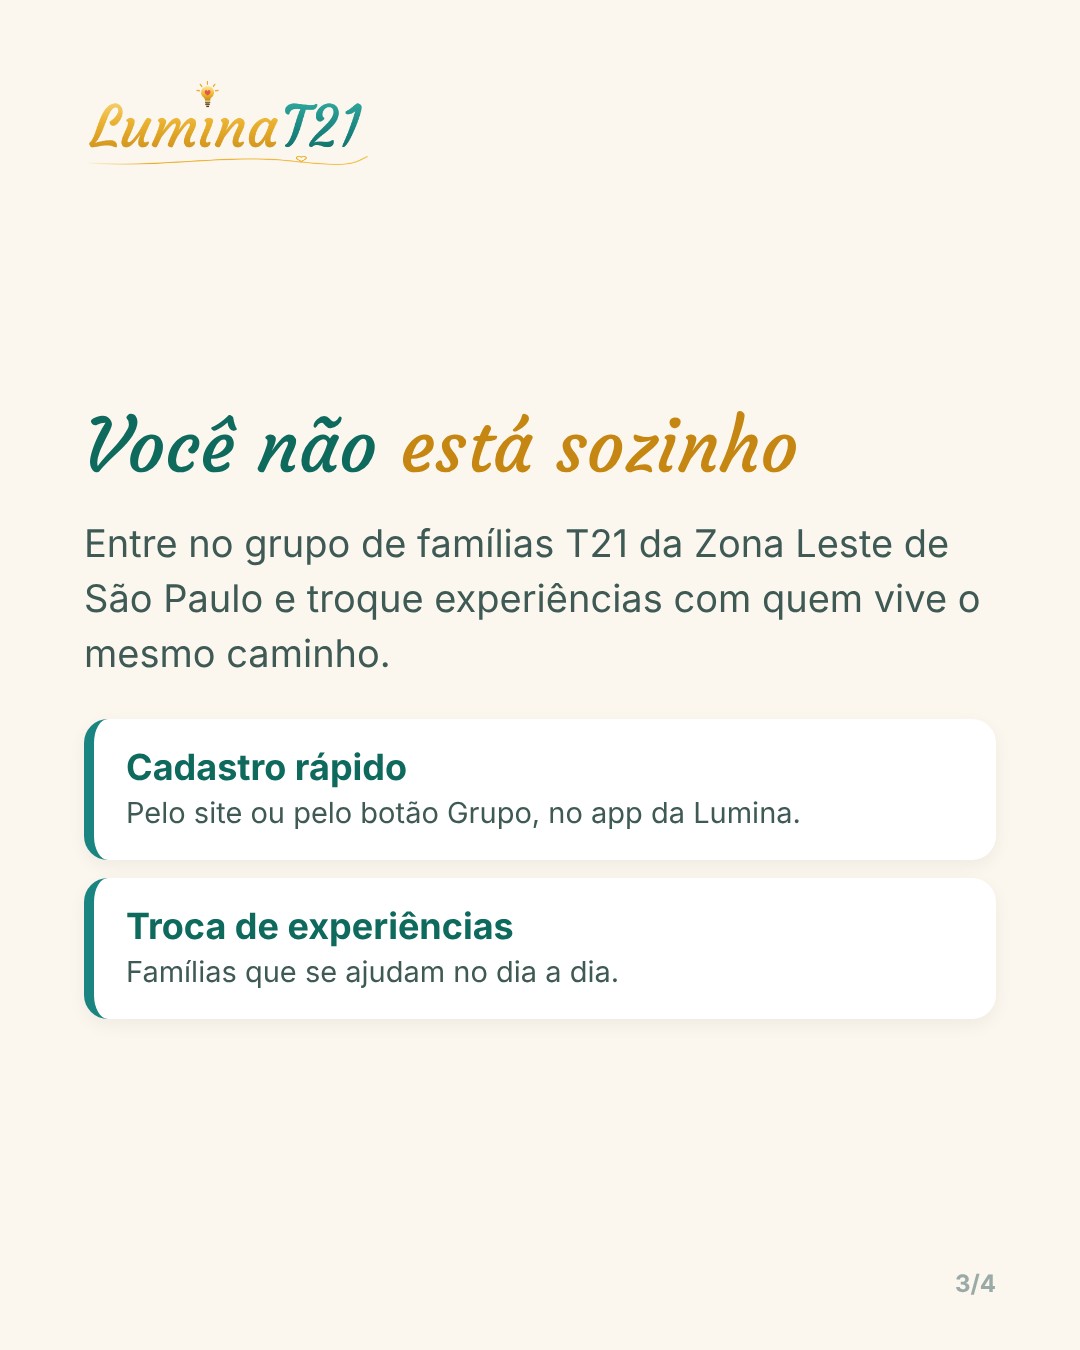 LuminaT21
Você não está sozinho
Entre no grupo de famílias T21 da Zona Leste de
São Paulo e troque experiências com quem vive o
mesmo caminho.
Cadastro rápido
Pelo site ou pelo botão Grupo, no app da Lumina.
Troca de experiências
Famílias que se ajudam no dia a dia.
3/4